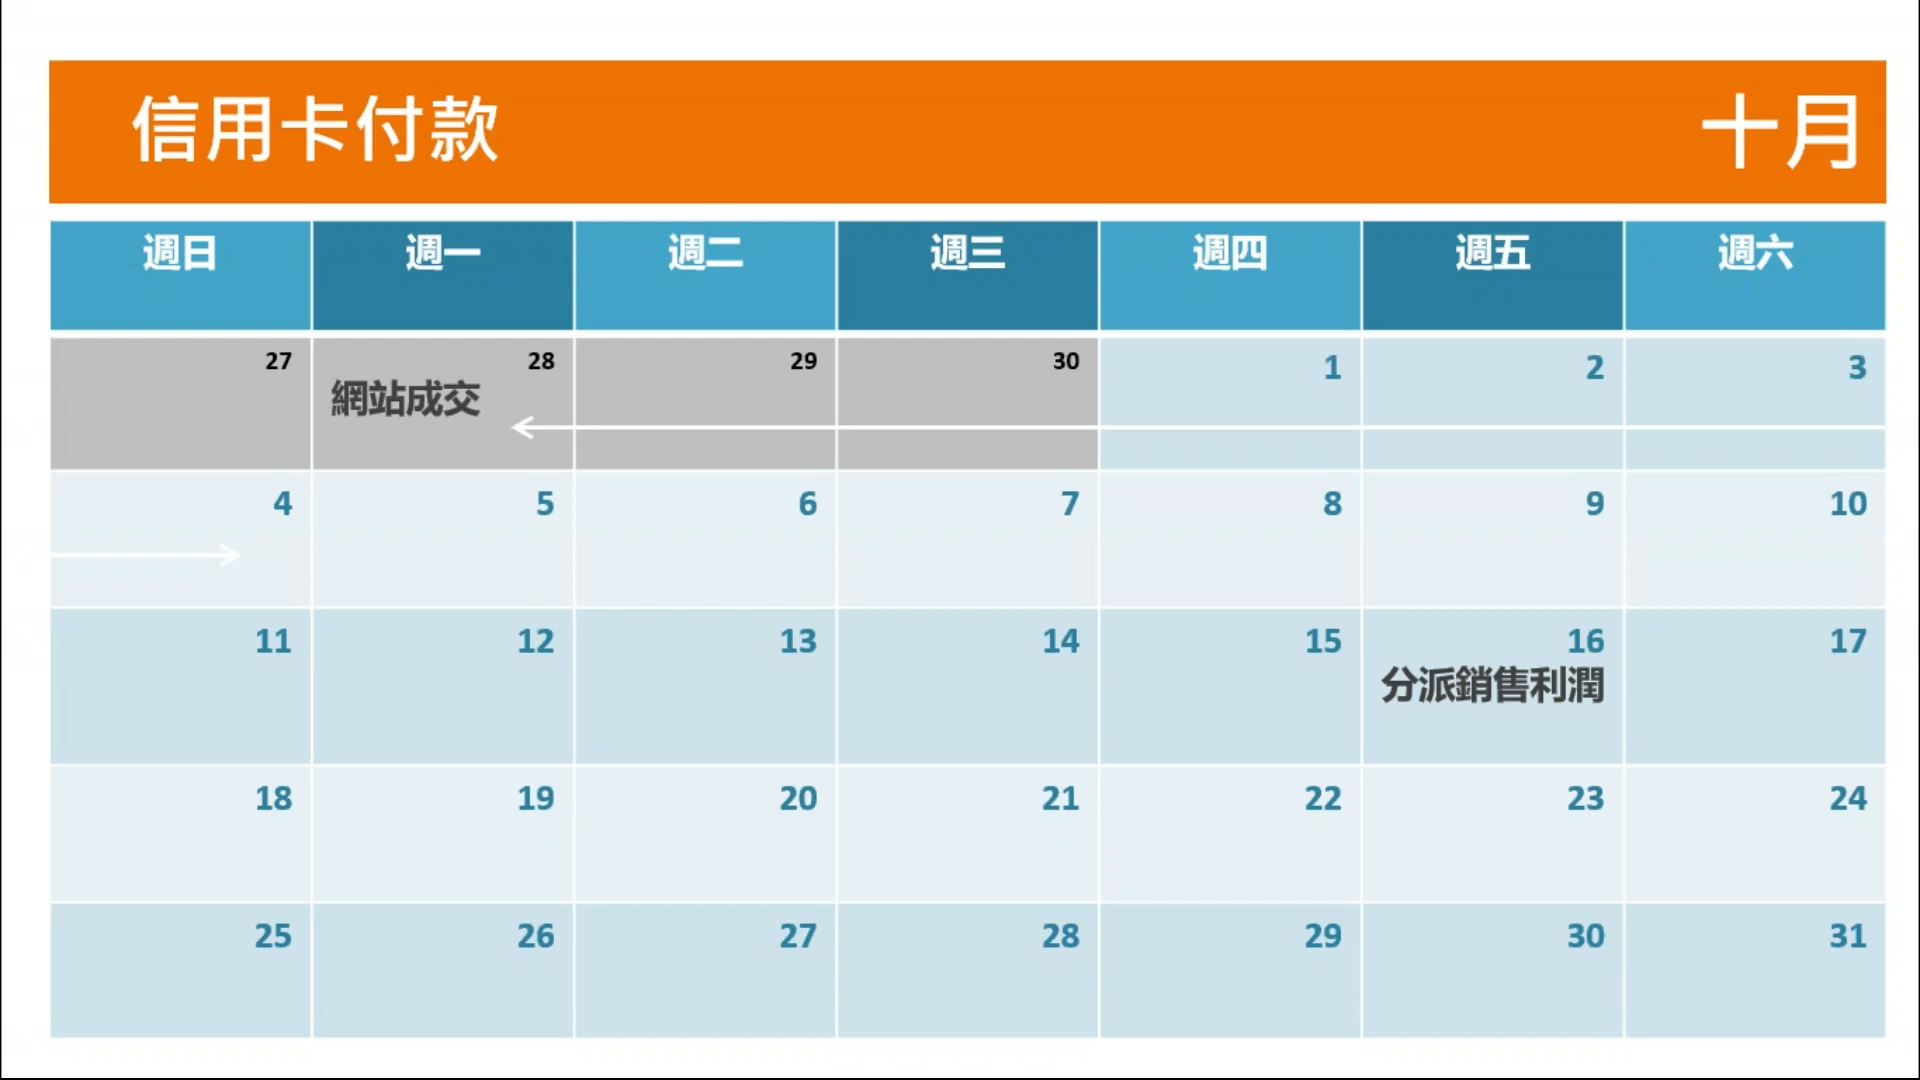 信用卡付款
十月
週日 週一 週二 週三 週四 週五 週六
27 28 29 30 1 2 3
網站成交
4 5 6 7 8 9 10
11 12 13 14 15 16 17
分派銷售利潤
18 19 20 21 22 23 24
25 26 27 28 29 30 31